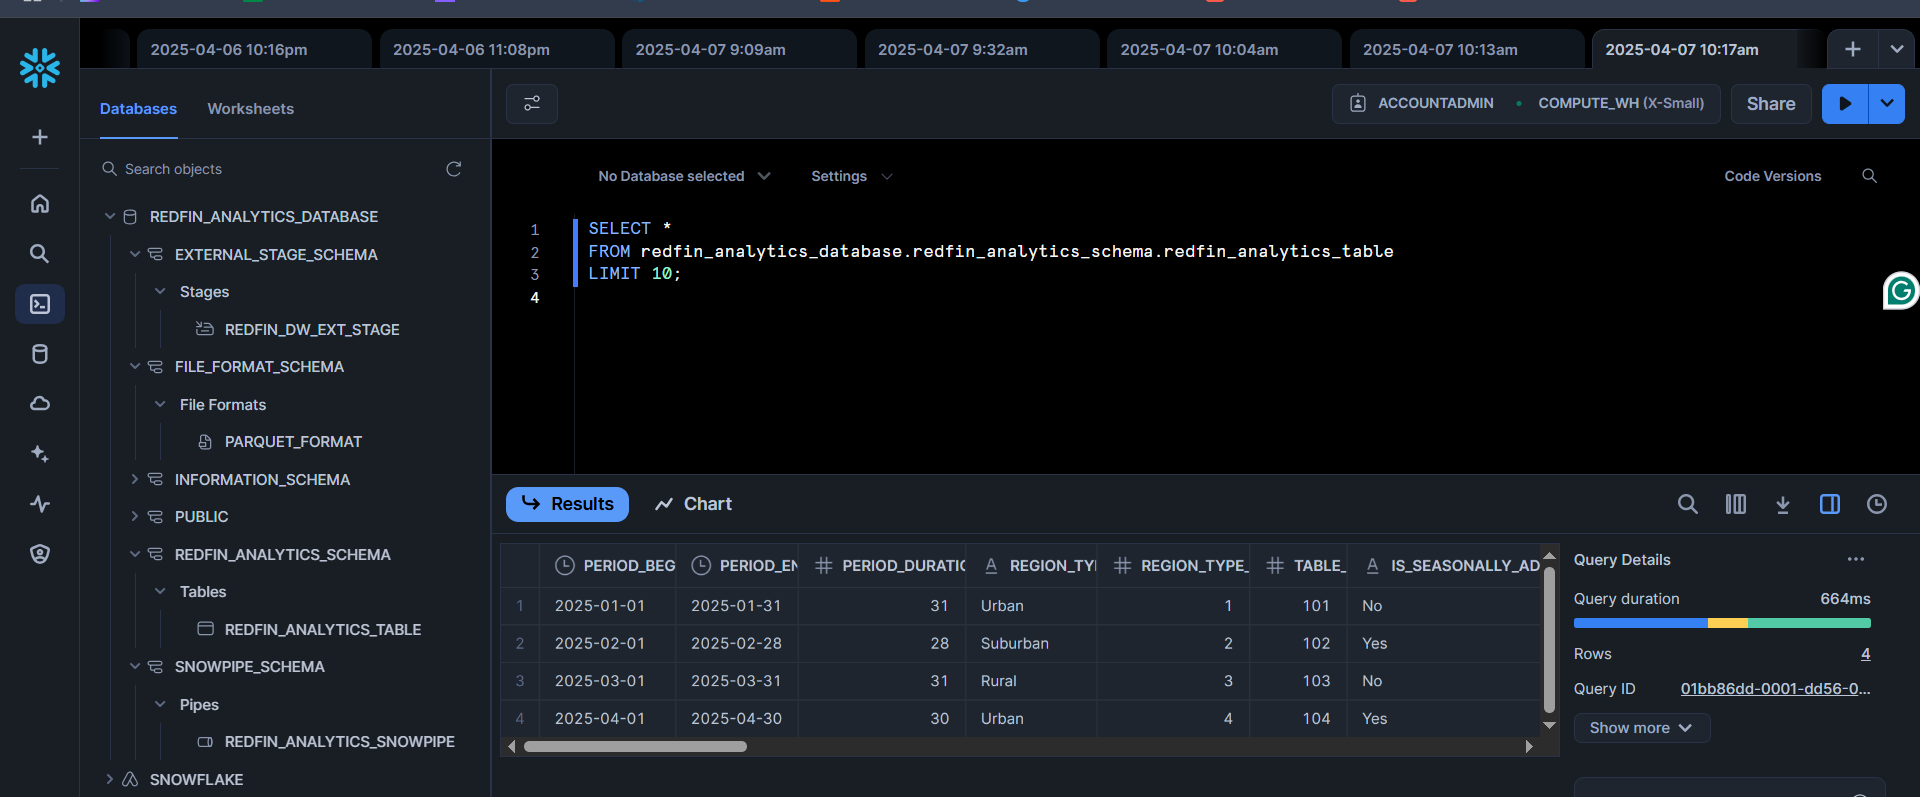 2025-04-06 10:16pm
2025-04-06 11:08pm
2025-04-07 9:09am
2025-04-07 9:32am
2025-04-07 10:04am
2025-04-07 10:13am
2025-04-07 10:17am
Databases
Worksheets
Search objects
REDFIN_ANALYTICS_DATABASE
EXTERNAL_STAGE_SCHEMA
Stages
REDFIN_DW_EXT_STAGE
FILE_FORMAT_SCHEMA
File Formats
PARQUET_FORMAT
INFORMATION_SCHEMA
PUBLIC
REDFIN_ANALYTICS_SCHEMA
Tables
REDFIN_ANALYTICS_TABLE
SNOWPIPE_SCHEMA
Pipes
REDFIN_ANALYTICS_SNOWPIPE
SNOWFLAKE
ACCOUNTADMIN
COMPUTE_WH (X-Small)
Share
No Database selected
Settings
Code Versions
1 SELECT *
2 FROM redfin_analytics_database.redfin_analytics_schema.redfin_analytics_table
3 LIMIT 10;
4
G
Results
Chart
PERIOD_BEG PERIOD_EN PERIOD_DURATIO REGION_TY REGION_TYPE_ TABLE_ IS_SEASONALLY_AD
1 2025-01-01 2025-01-31 31 Urban 1 101 No
2 2025-02-01 2025-02-28 28 Suburban 2 102 Yes
3 2025-03-01 2025-03-31 31 Rural 3 103 No
4 2025-04-01 2025-04-30 30 Urban 4 104 Yes
Query Details
Query duration 664ms
Rows 4
Query ID 01bb86dd-0001-dd56-0...
Show more